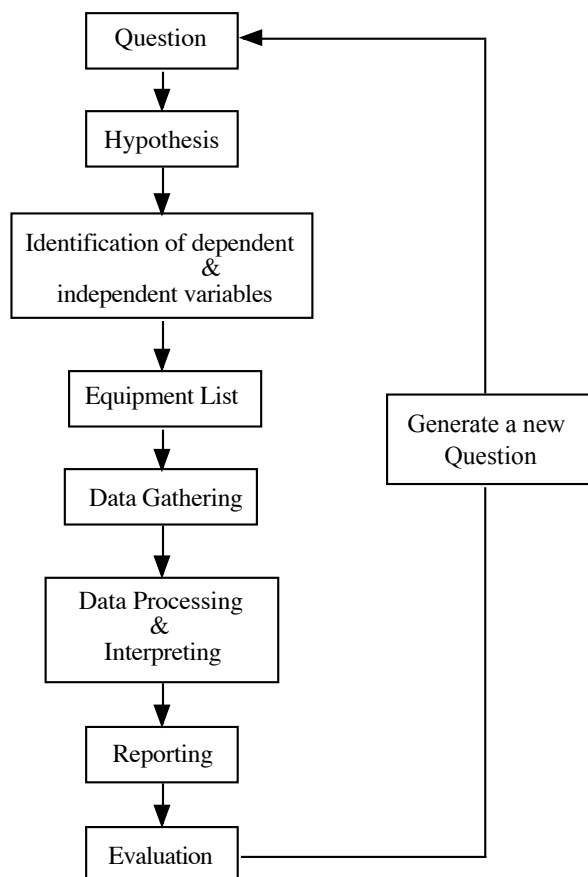 Question
Hypothesis
Identification of dependent
&
independent variables
Equipment List
Data Gathering
Data Processing
&
Interpreting
Reporting
Evaluation
Generate a new
Question